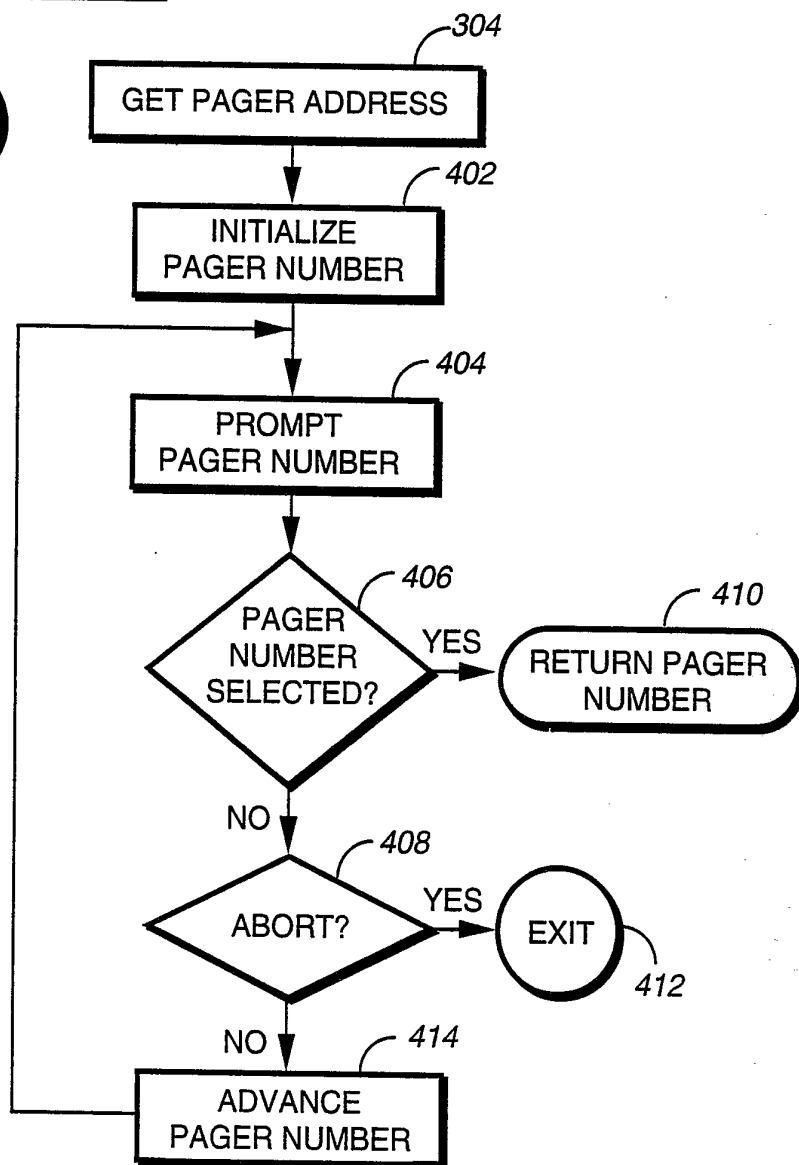 304
GET PAGER ADDRESS
402
INITIALIZE
PAGER NUMBER
404
PROMPT
PAGER NUMBER
406
PAGER
NUMBER
SELECTED?
YES
410
RETURN PAGER
NUMBER
NO
408
ABORT?
YES
EXIT
412
NO
414
ADVANCE
PAGER NUMBER